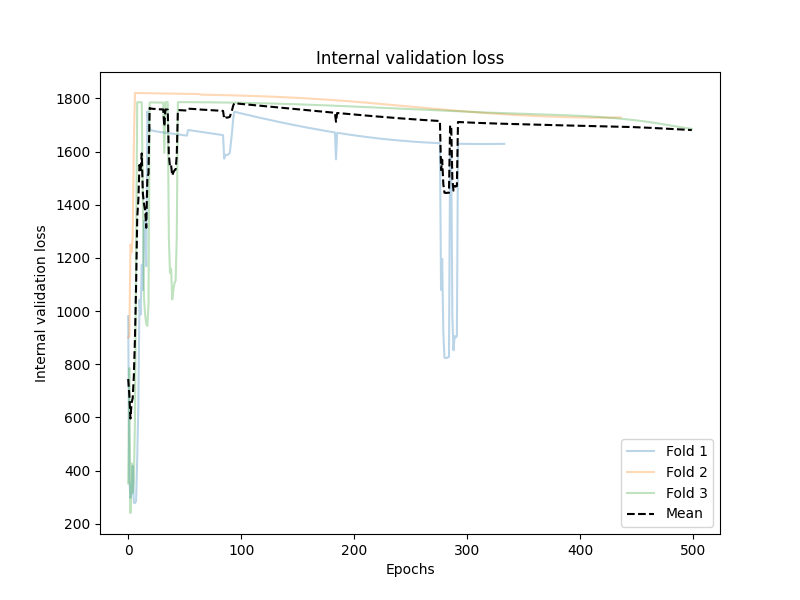 Internal validation loss
1800
1600
1400
1200
1000
800
600
400
200
Internal validation loss
0
100
200
300
400
500
Epochs
Fold 1
Fold 2
Fold 3
Mean